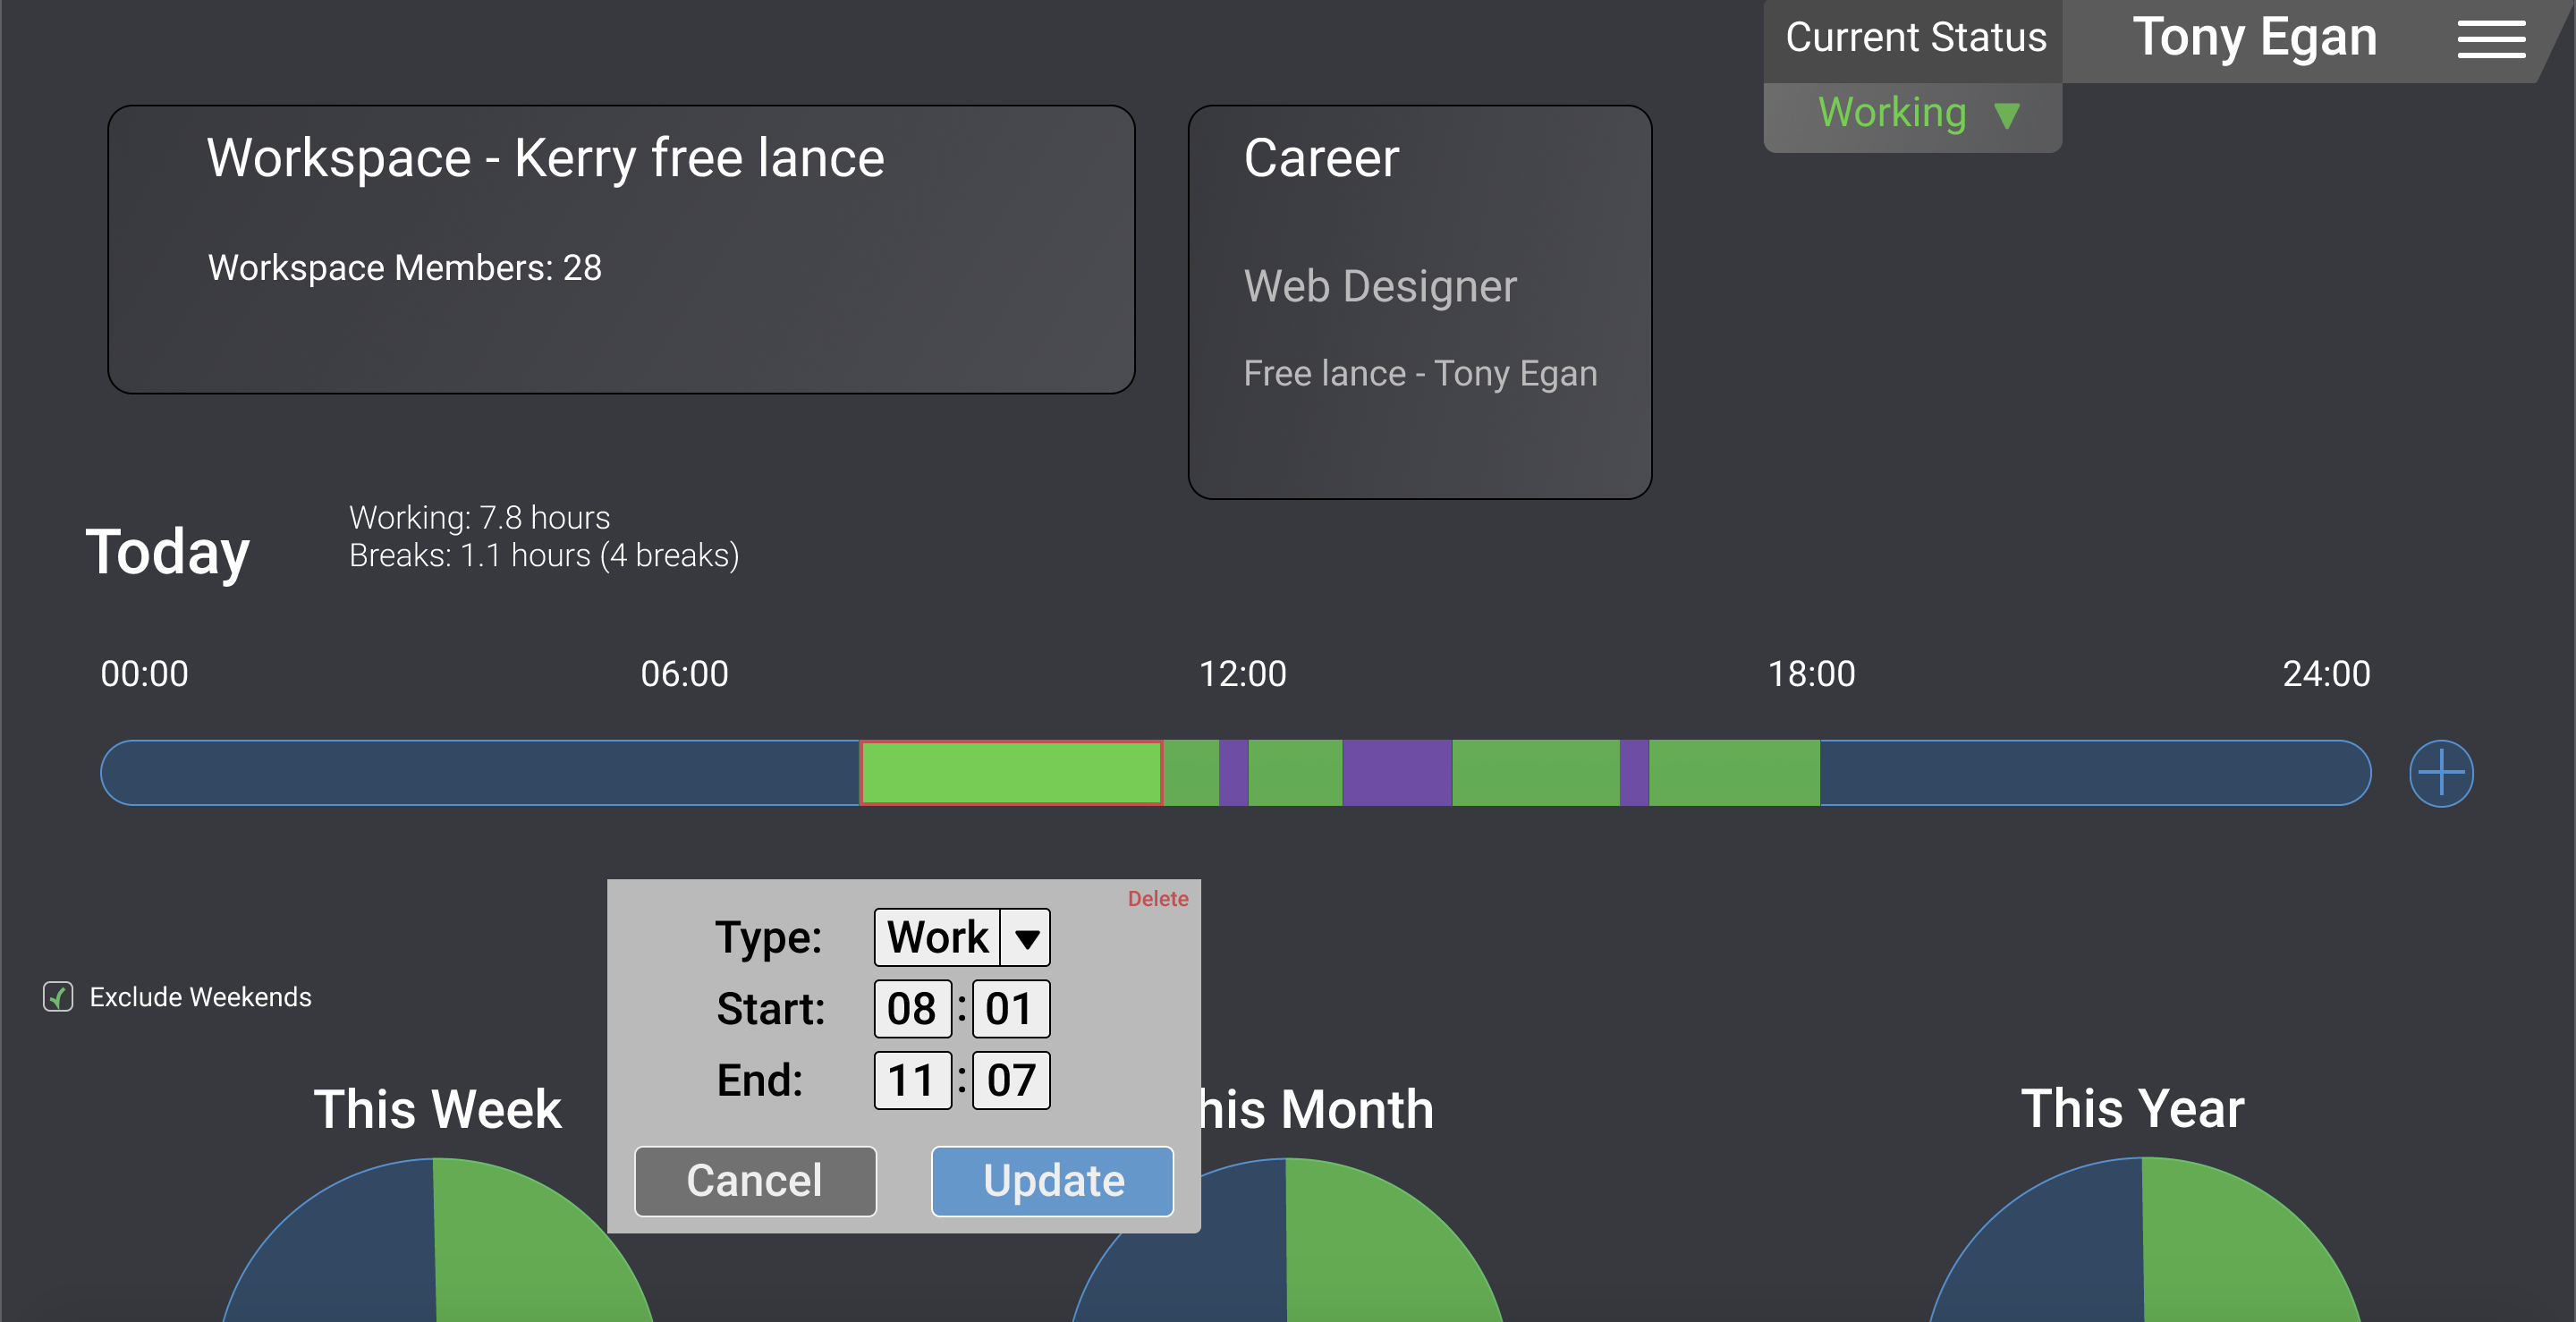 Current Status
Tony Egan
Working
Workspace - Kerry free lance
Workspace Members: 28
Career
Web Designer
Free lance - Tony Egan
Today
Working: 7.8 hours
Breaks: 1.1 hours (4 breaks)
00:00 06:00 12:00 18:00 24:00
Delete
Type: Work
Start: 08 : 01
End: 11 : 07
Cancel Update
Exclude Weekends
This Week
his Month
This Year